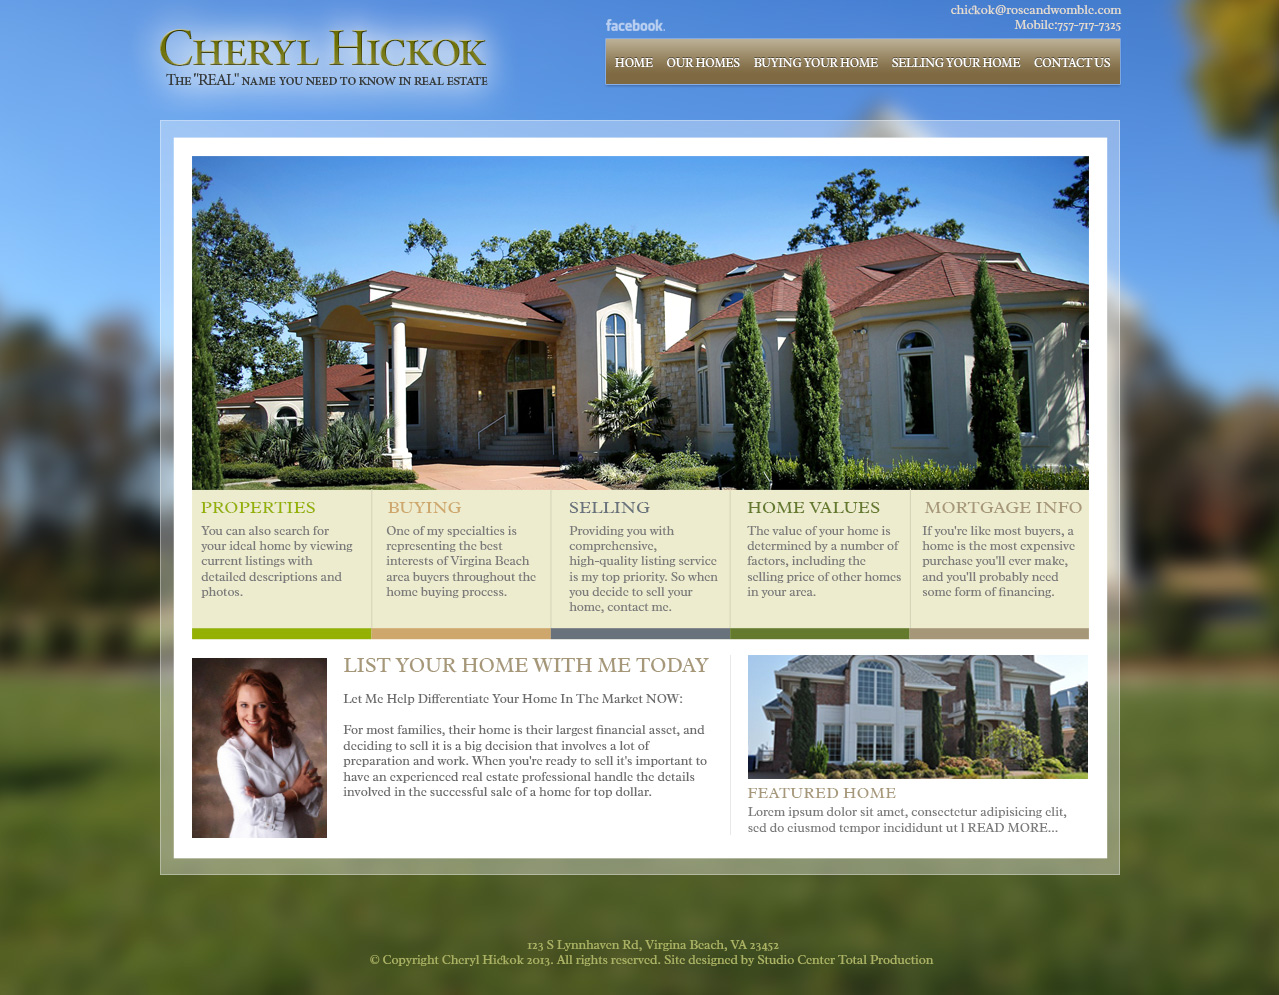 chickok@roseandwomble.com
facebook.
Mobile:757-717-7325
CHERYL HICKOK
THE "REAL" NAME YOU NEED TO KNOW IN REAL ESTATE
HOME OUR HOMES BUYING YOUR HOME SELLING YOUR HOME CONTACT US
PROPERTIES
You can also search for
your ideal home by viewing
current listings with
detailed descriptions and
photos.
BUYING
One of my specialties is
representing the best
interests of Virgina Beach
area buyers throughout the
home buying process.
SELLING
Providing you with
comprehensive,
high-quality listing service
is my top priority. So when
you decide to sell your
home, contact me.
HOME VALUES
The value of your home is
determined by a number of
factors, including the
selling price of other homes
in your area.
MORTGAGE INFO
If you're like most buyers, a
home is the most expensive
purchase you'll ever make,
and you'll probably need
some form of financing.
LIST YOUR HOME WITH ME TODAY
Let Me Help Differentiate Your Home In The Market NOW:
For most families, their home is their largest financial asset, and
deciding to sell it is a big decision that involves a lot of
preparation and work. When you're ready to sell it's important to
have an experienced real estate professional handle the details
involved in the successful sale of a home for top dollar.
FEATURED HOME
Lorem ipsum dolor sit amet, consectetur adipisicing elit,
sed do eiusmod tempor incididunt ut l READ MORE...
123 S Lynnhaven Rd, Virgina Beach, VA 23452
© Copyright Cheryl Hickok 2013. All rights reserved. Site designed by Studio Center Total Production